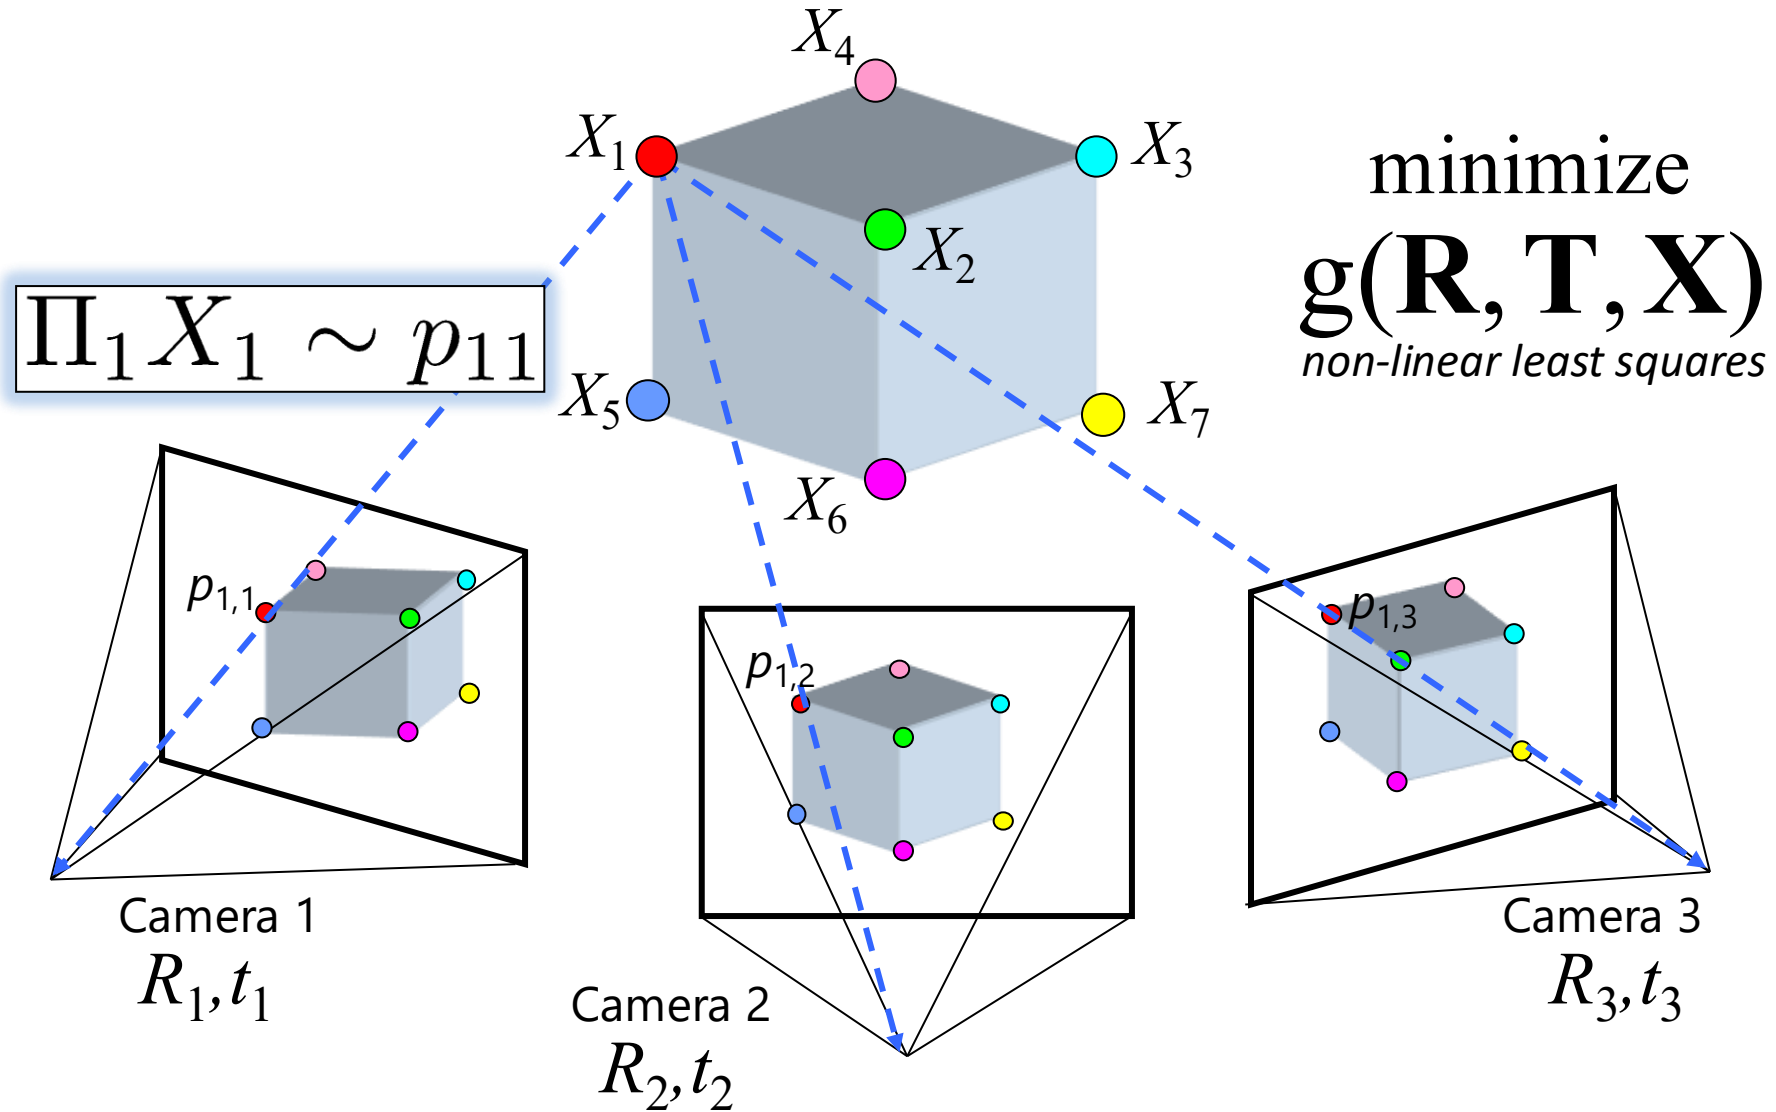 X₄
X₁
X₃
minimize
X₂
g(R, T, X)
non-linear least squares
Π₁X₁ ∼ p₁₁
X₅
X₇
X₆
p₁,₁
p₁,₂
p₁,₃
Camera 1
R₁,t₁
Camera 2
R₂,t₂
Camera 3
R₃,t₃